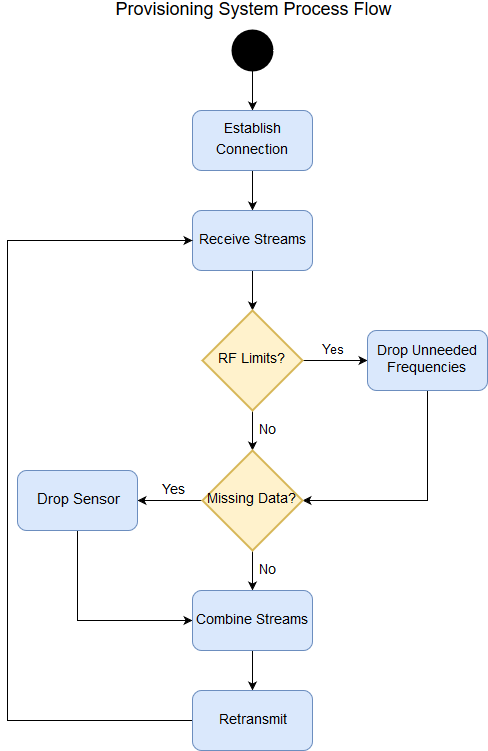 Provisioning System Process Flow
Establish
Connection
Receive Streams
RF Limits?
Yes
Drop Unneeded
Frequencies
No
Drop Sensor
Yes
Missing Data?
No
Combine Streams
Retransmit